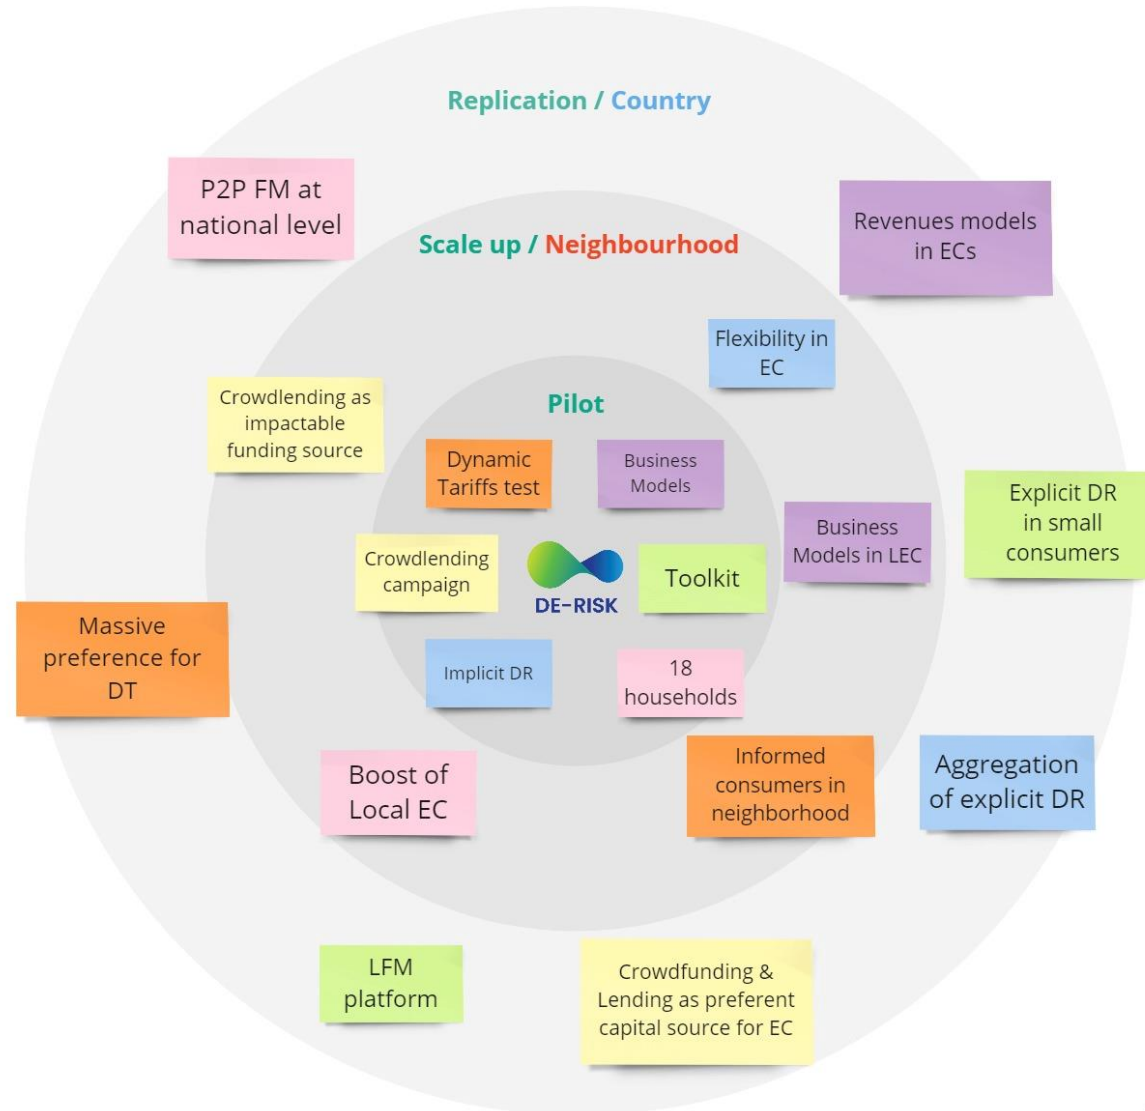 Replication / Country
P2P FM at
national level
Revenues models
in ECs
Scale up / Neighbourhood
Flexibility in
EC
Crowdlending as
impactable
funding source
Pilot
Dynamic
Tariffs test
Business
Models
Explicit DR
in small
consumers
Business
Models in LEC
Crowdlending
campaign
DE-RISK
Toolkit
Massive
preference for
DT
Implicit DR
18
households
Boost of
Local EC
Informed
consumers in
neighborhood
Aggregation
of explicit DR
LFM
platform
Crowdfunding &
Lending as preferent
capital source for EC